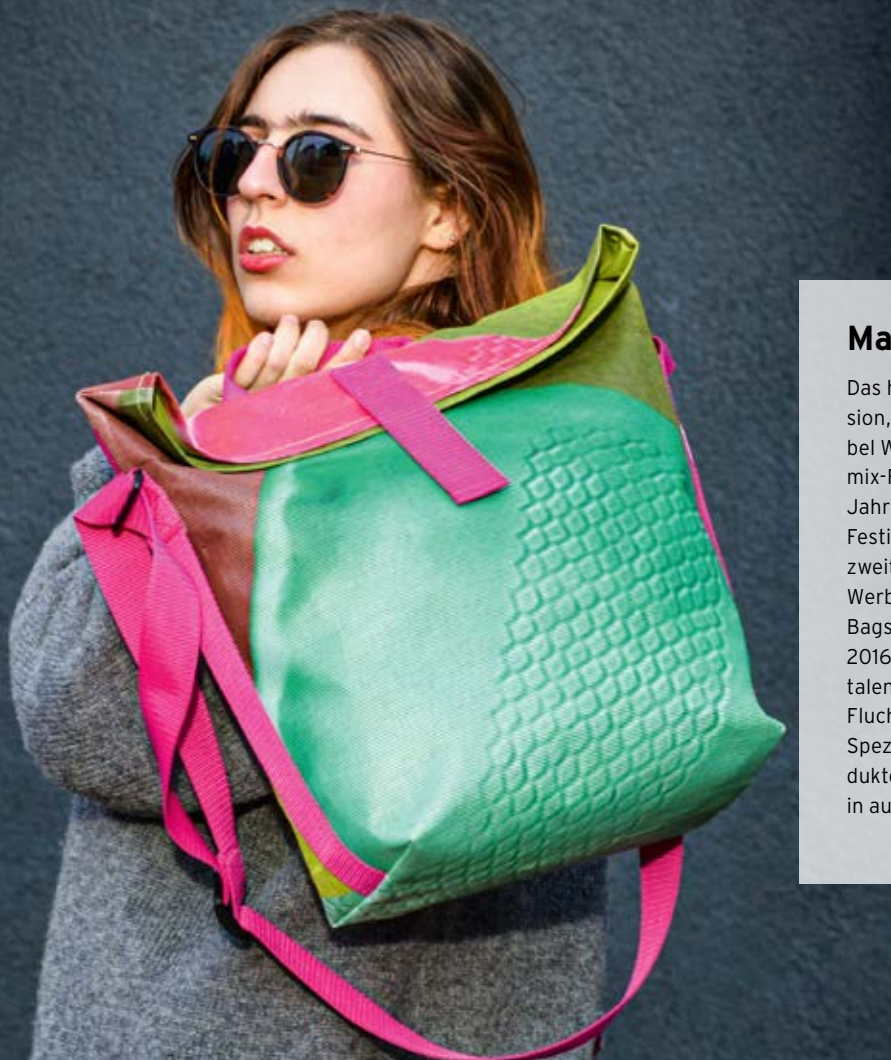 Ma
Das h
sion,
bel W
mix-F
Jahr
Festi
zweit
Werb
Bags
2016
talen
Fluch
Spez
dukte
in au